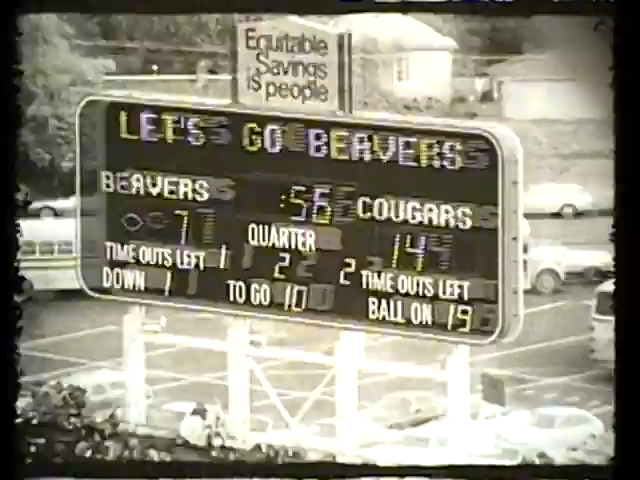 Equitable
Savings
is people
LET'S GO BEAVERS
BEAVERS :56 COUGARS
7 QUARTER 14
TIME OUTS LEFT 1 2 2 TIME OUTS LEFT
DOWN 1 TO GO 10 BALL ON 19